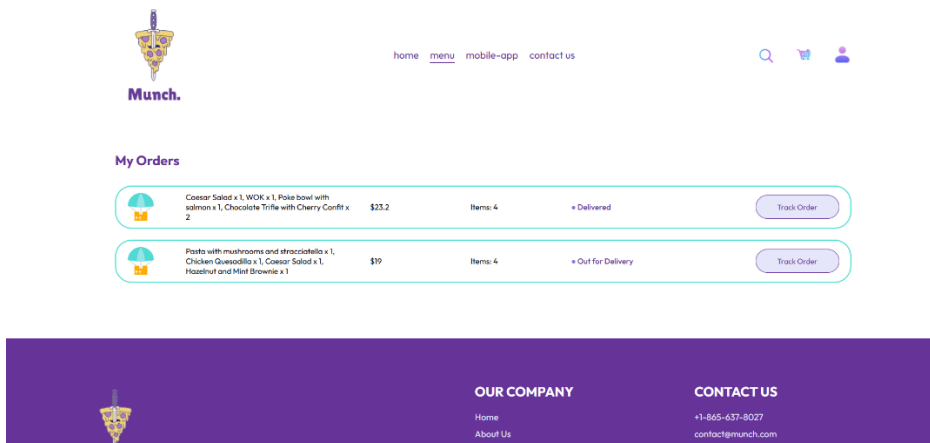 Munch.
home menu mobile-app contact us
My Orders
Caesar Salad x 1, WOK x 1, Poke bowl with
salmon x 1, Chocolate Trifle with Cherry Confit x
2
$23.2
Items: 4
Delivered
Track Order
Pasta with mushrooms and stracciatella x 1,
Chicken Quesadilla x 1, Caesar Salad x 1,
Hazelnut and Mint Brownie x 1
$19
Items: 4
Out for Delivery
Track Order
OUR COMPANY
Home
About Us
CONTACT US
+1-865-637-8027
contact@munch.com